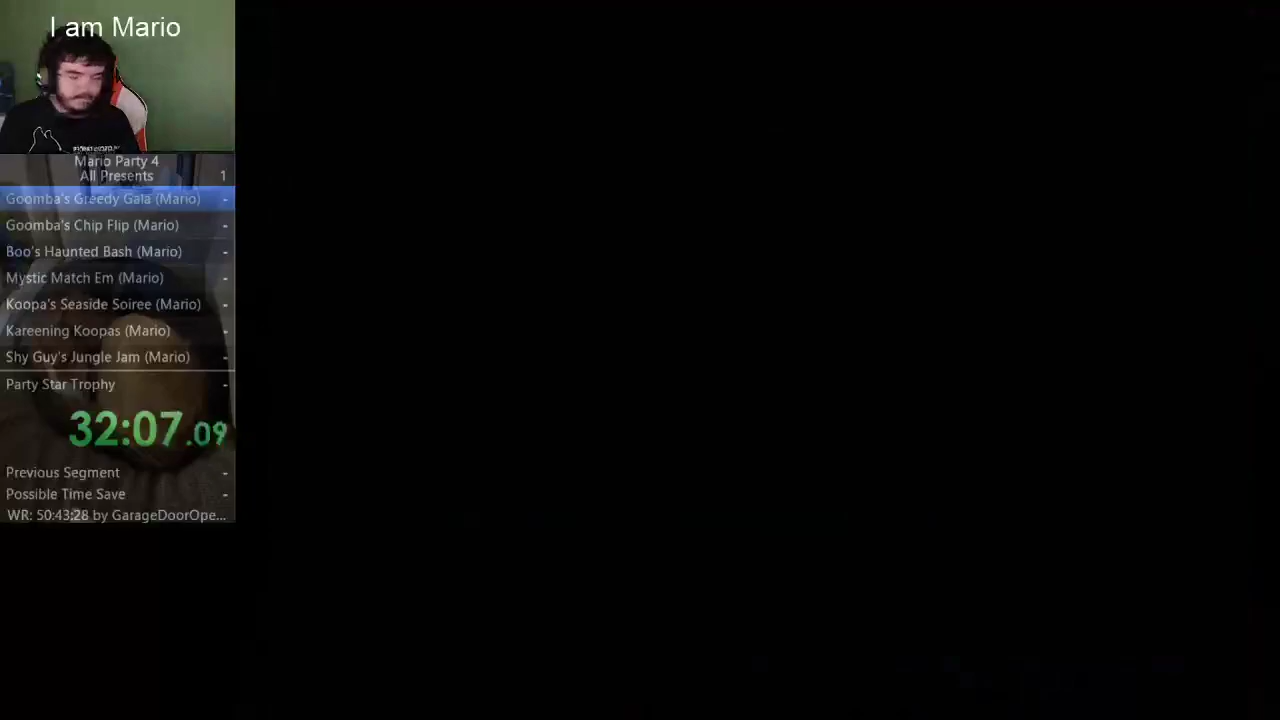 I am Mario
Mario Party 4
All Presents 1
Goomba's Greedy Gala (Mario) -
Goomba's Chip Flip (Mario) -
Boo's Haunted Bash (Mario) -
Mystic Match Em (Mario) -
Koopa's Seaside Soiree (Mario) -
Kareening Koopas (Mario) -
Shy Guy's Jungle Jam (Mario) -
Party Star Trophy -
32:07.09
Previous Segment -
Possible Time Save -
WR: 50:43:28 by GarageDoorOpe...